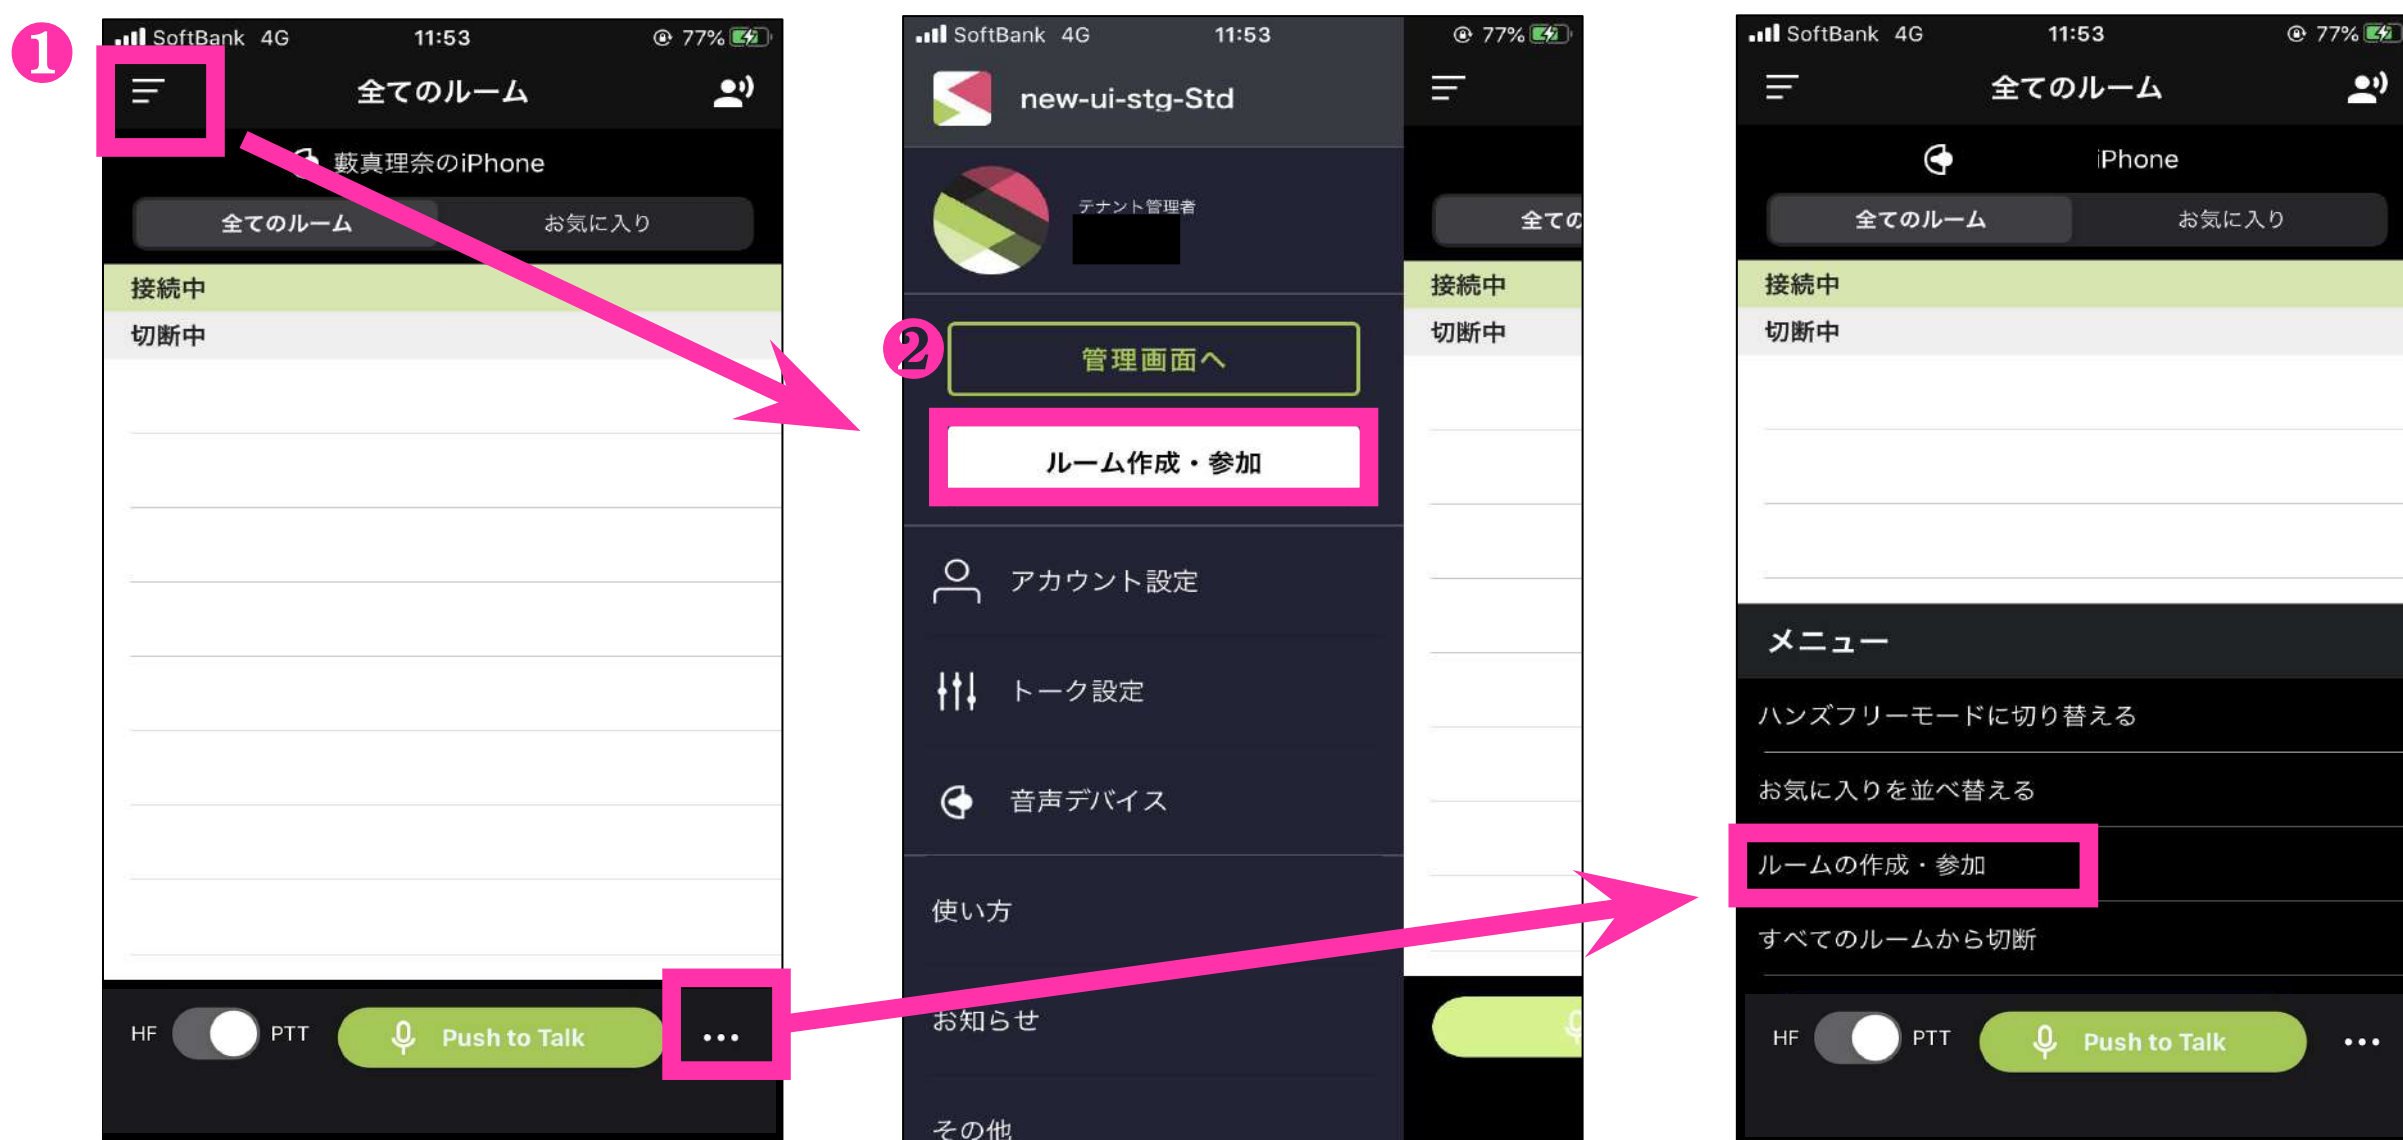 ❶
SoftBank 4G 11:53 77%
全てのルーム
藪真理奈のiPhone
全てのルーム お気に入り
接続中
切断中
HF PTT Push to Talk ...
SoftBank 4G 11:53 77%
new-ui-stg-Std
テナント管理者
❷
管理画面へ
ルーム作成・参加
アカウント設定
トーク設定
音声デバイス
使い方
お知らせ
その他
全ての
接続中
切断中
SoftBank 4G 11:53 77%
全てのルーム
iPhone
全てのルーム お気に入り
接続中
切断中
メニュー
ハンズフリーモードに切り替える
お気に入りを並べ替える
ルームの作成・参加
すべてのルームから切断
HF PTT Push to Talk ...